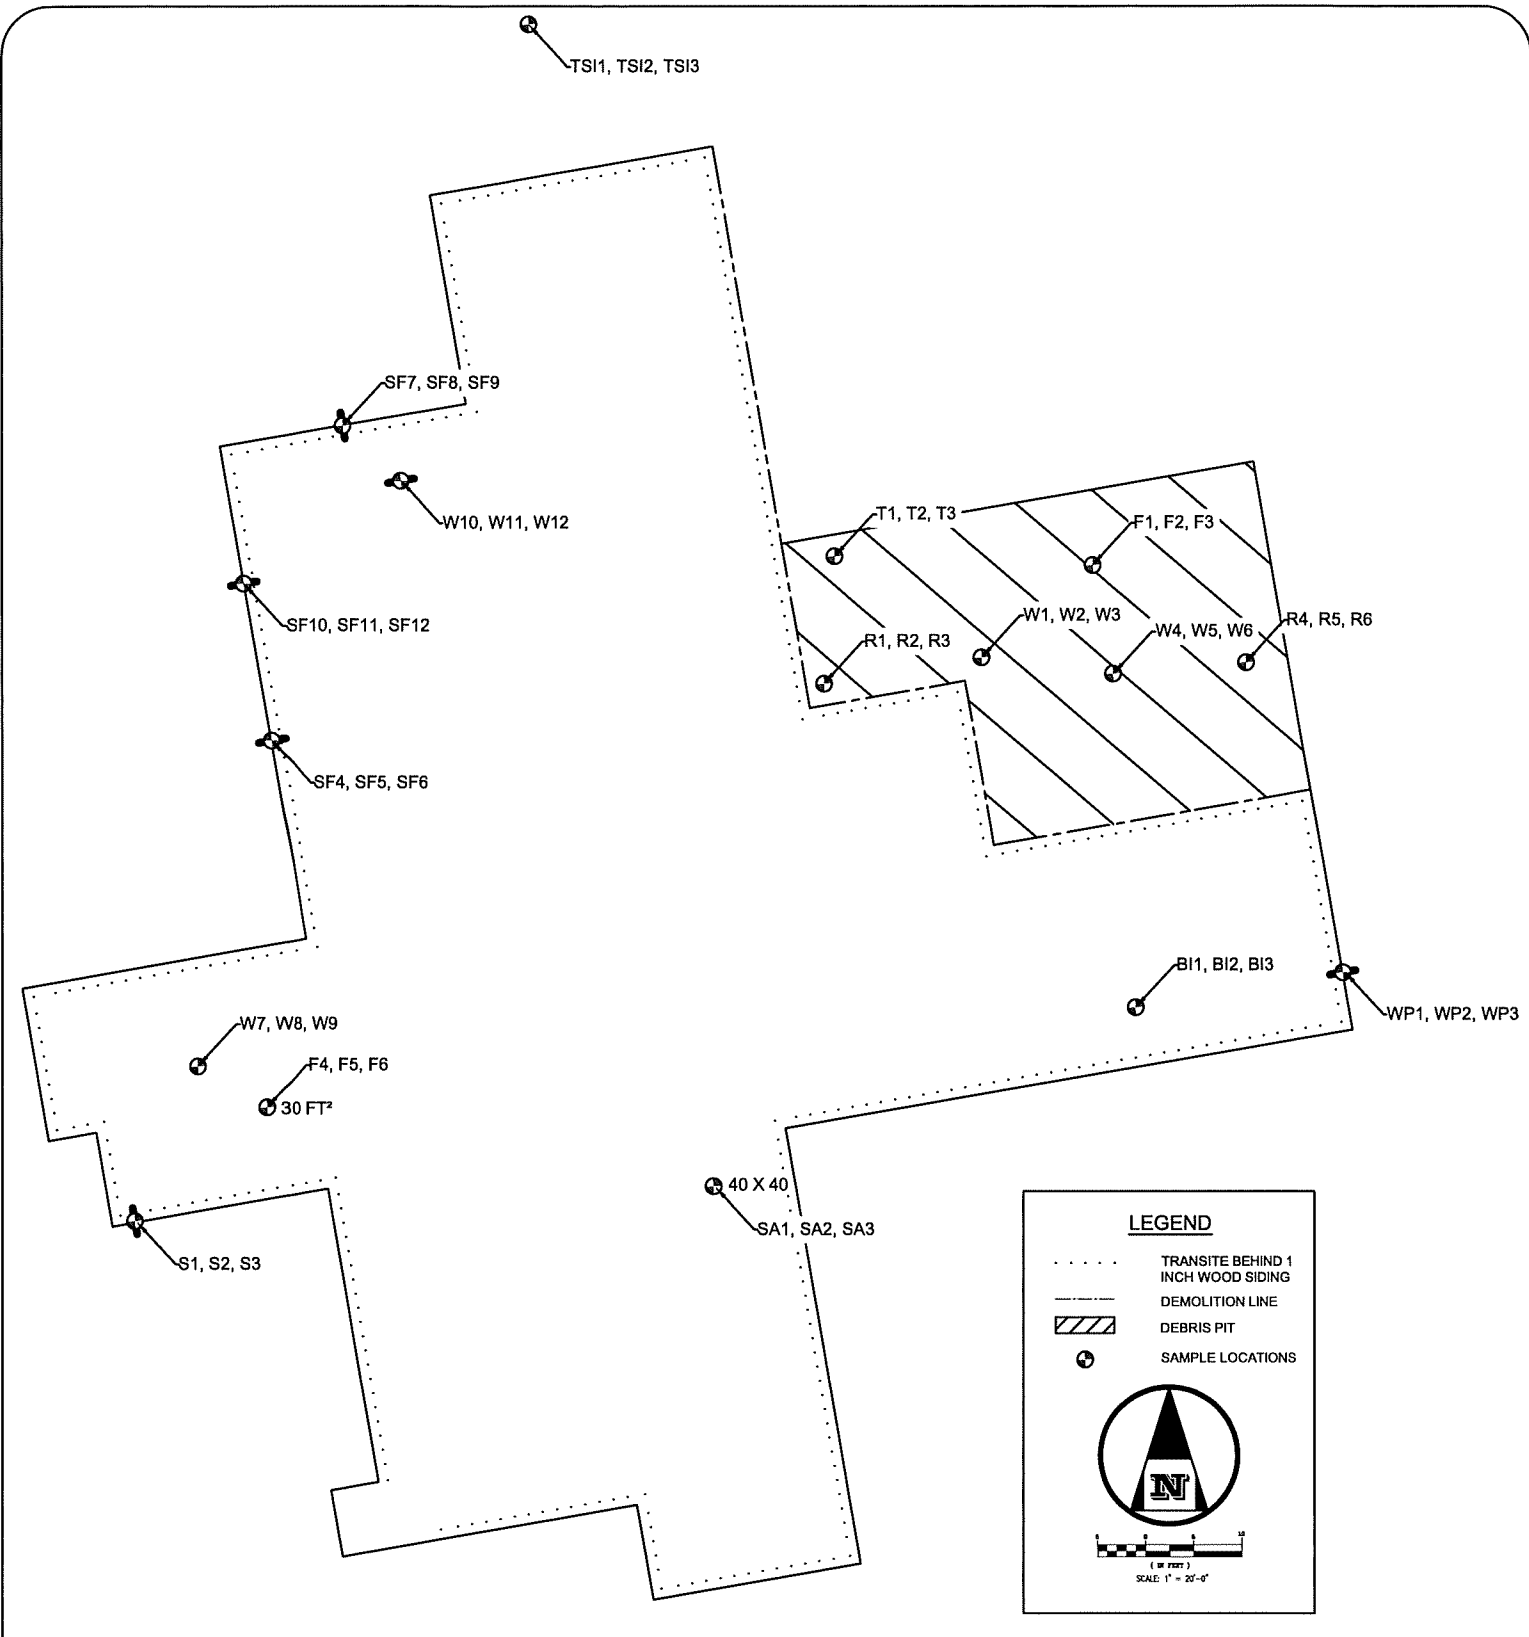 TSI1, TSI2, TSI3
SF7, SF8, SF9
W10, W11, W12
T1, T2, T3
F1, F2, F3
SF10, SF11, SF12
W1, W2, W3
R4, R5, R6
W4, W5, W6
R1, R2, R3
SF4, SF5, SF6
BI1, BI2, BI3
WP1, WP2, WP3
W7, W8, W9
F4, F5, F6
30 FT²
40 X 40
SA1, SA2, SA3
S1, S2, S3
LEGEND
TRANSITE BEHIND 1
INCH WOOD SIDING
DEMOLITION LINE
DEBRIS PIT
SAMPLE LOCATIONS
N
( IN FEET )
SCALE: 1" = 20'-0"